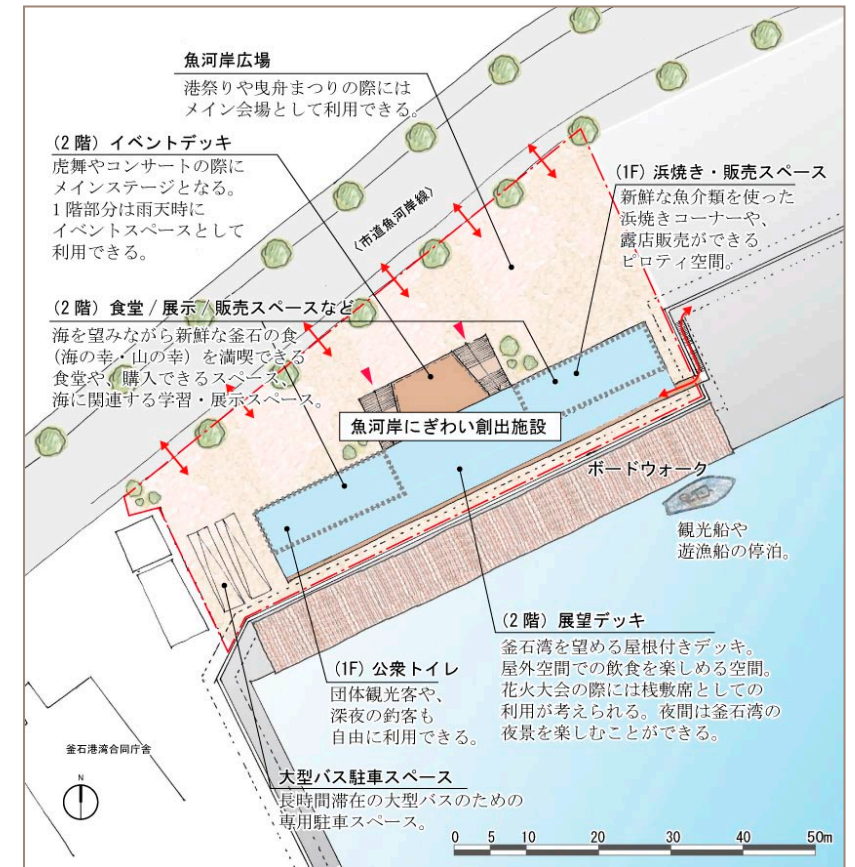 魚河岸広場
港祭りや曳舟まつりの際には
メイン会場として利用できる。
(2階) イベントデッキ
虎舞やコンサートの際に
メインステージとなる。
1階部分は雨天時に
イベントスペースとして
利用できる。
(1F) 浜焼き・販売スペース
新鮮な魚介類を使った
浜焼きコーナーや、
露店販売ができる
ピロティ空間。
〈市道魚河岸線〉
(2階) 食堂/展示/販売スペースなど
海を望みながら新鮮な釜石の食
(海の幸・山の幸) を満喫できる
食堂や、購入できるスペース、
海に関連する学習・展示スペース。
魚河岸にぎわい創出施設
ボードウォーク
観光船や
遊漁船の停泊。
(2階) 展望デッキ
釜石湾を望める屋根付きデッキ。
屋外空間での飲食を楽しめる空間。
花火大会の際には桟敷席としての
利用が考えられる。夜間は釜石湾の
夜景を楽しむことができる。
(1F) 公衆トイレ
団体観光客や、
深夜の釣客も
自由に利用できる。
釜石港湾合同庁舎
N
大型バス駐車スペース
長時間滞在の大型バスのための
専用駐車スペース。
0 5 10 20 30 40 50m